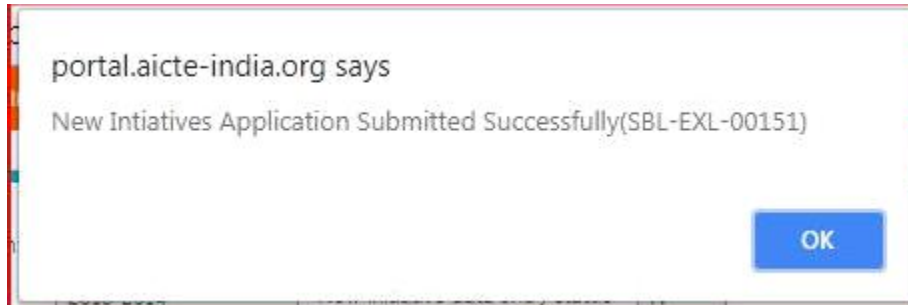 portal.aicte-india.org says
New Intiatives Application Submitted Successfully(SBL-EXL-00151)
OK